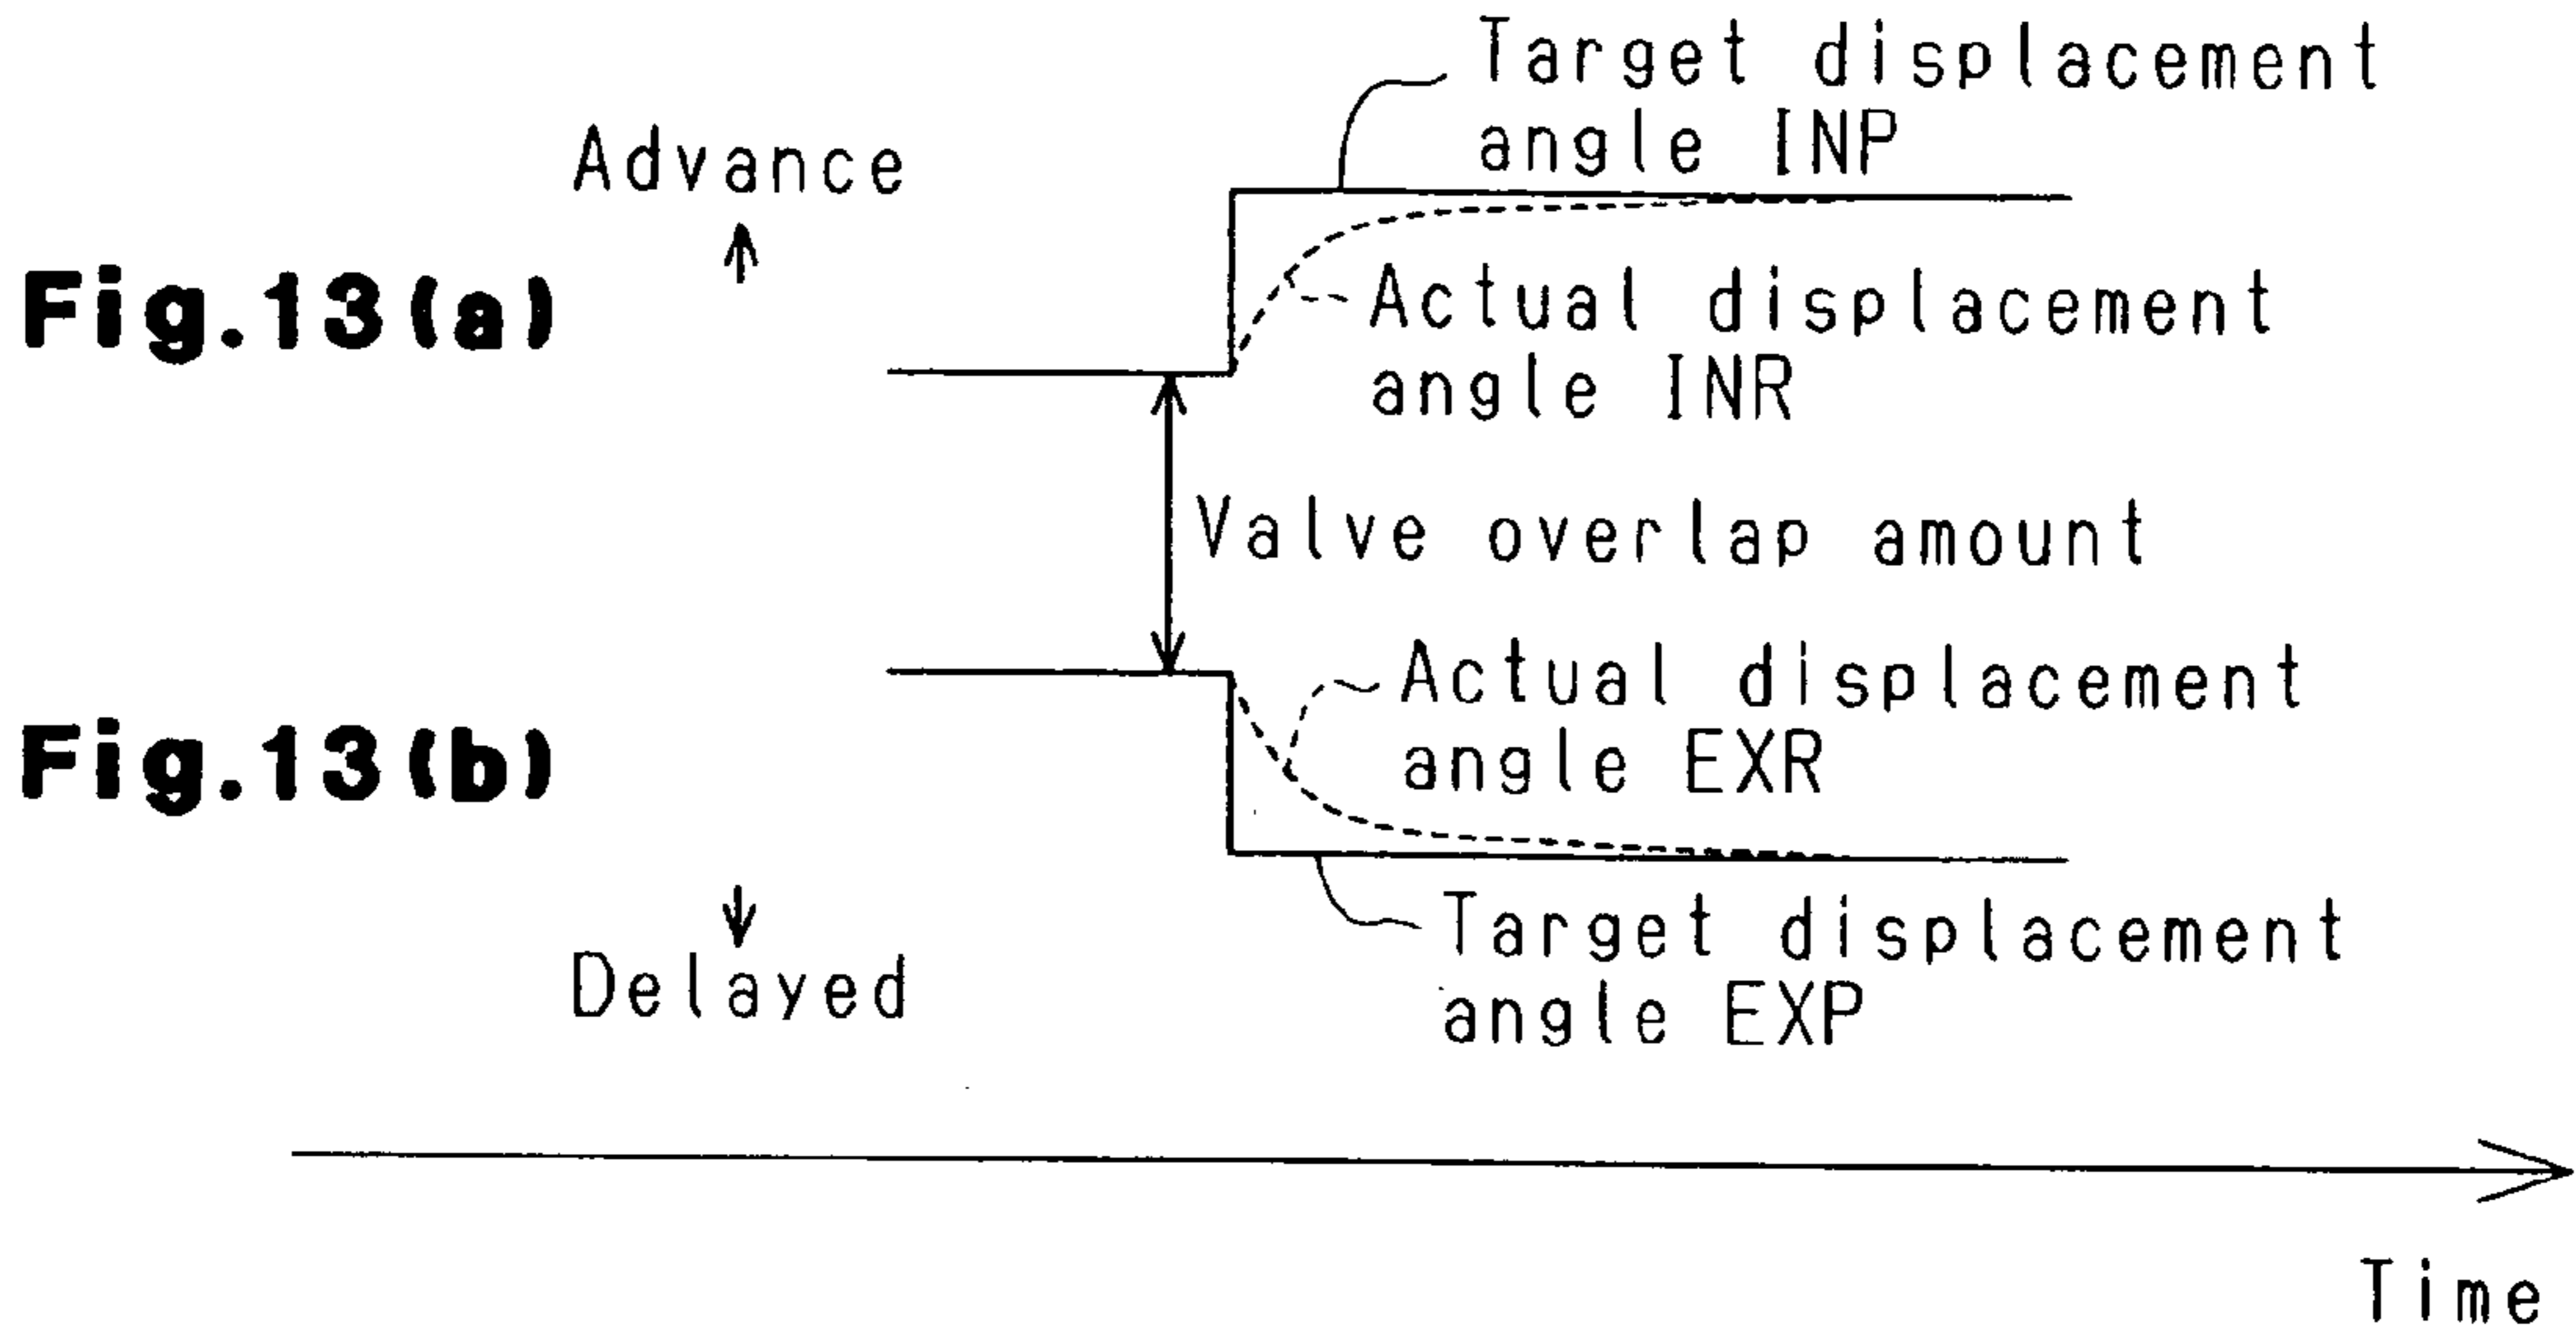 Target displacement
angle INP
Advance
Fig.13(a)
Actual displacement
angle INR
Valve overlap amount
Actual displacement
angle EXR
Fig.13(b)
Target displacement
angle EXP
Delayed
Time